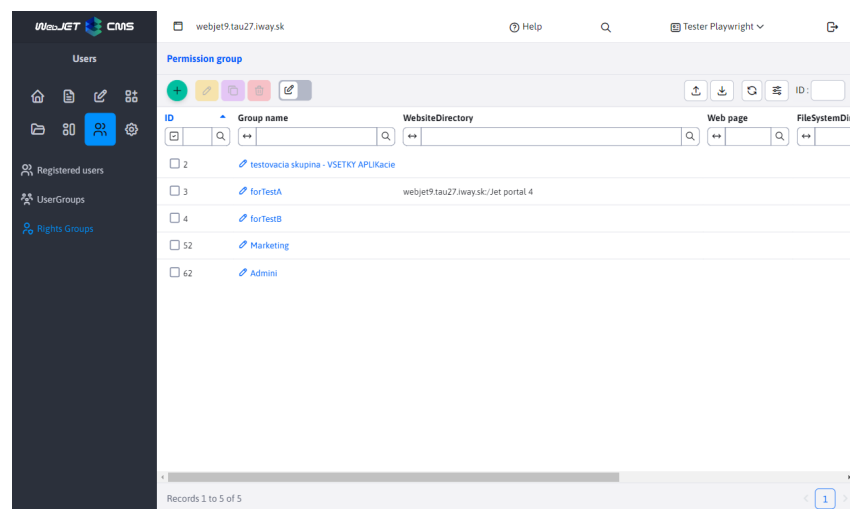 WebJET CMS
webjet9.tau27.iway.sk
Help
Tester Playwright
Users
Permission group
ID :
Registered users
UserGroups
Rights Groups
ID Group name WebsiteDirectory Web page FileSystemDi
2 testovacia skupina - VSETKY APLIKacie
3 forTestA webjet9.tau27.iway.sk:/Jet portal 4
4 forTestB
52 Marketing
62 Admini
Records 1 to 5 of 5
1